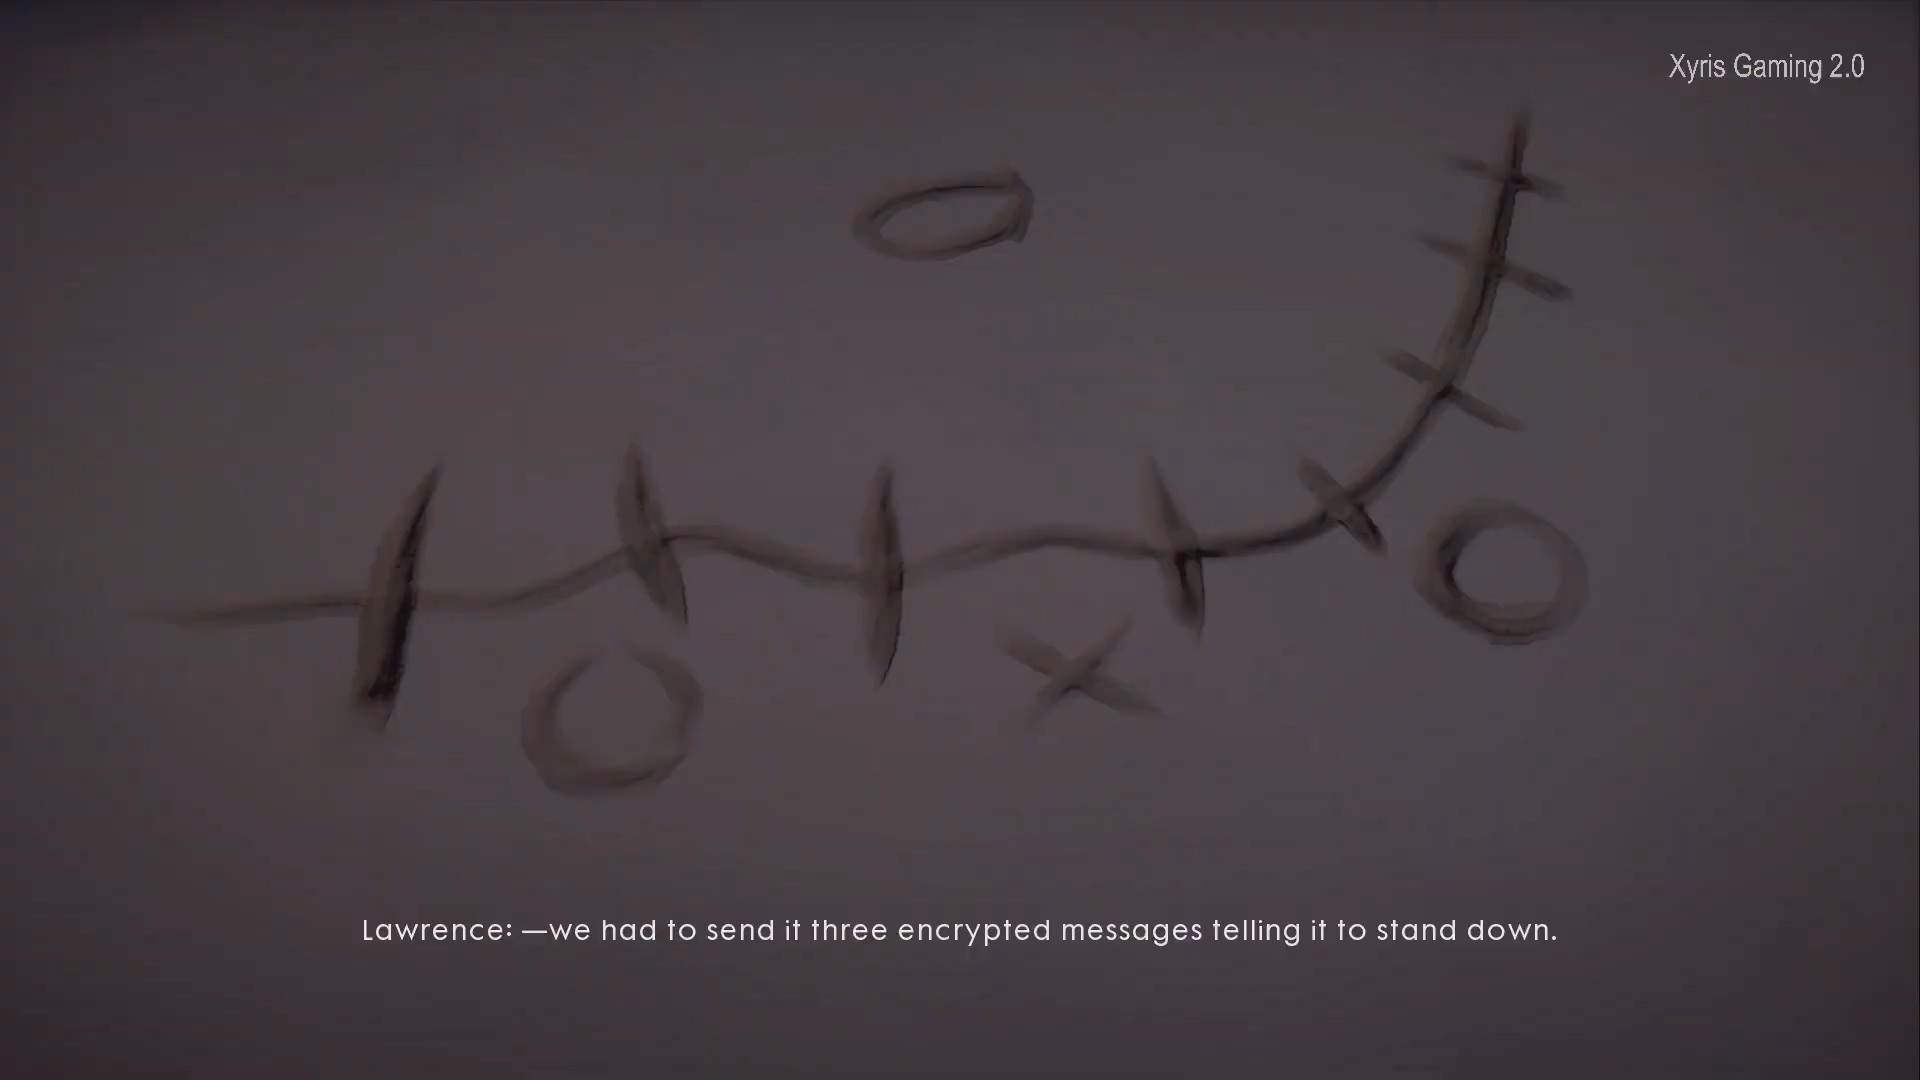 Xyris Gaming 2.0
Lawrence: —we had to send it three encrypted messages telling it to stand down.